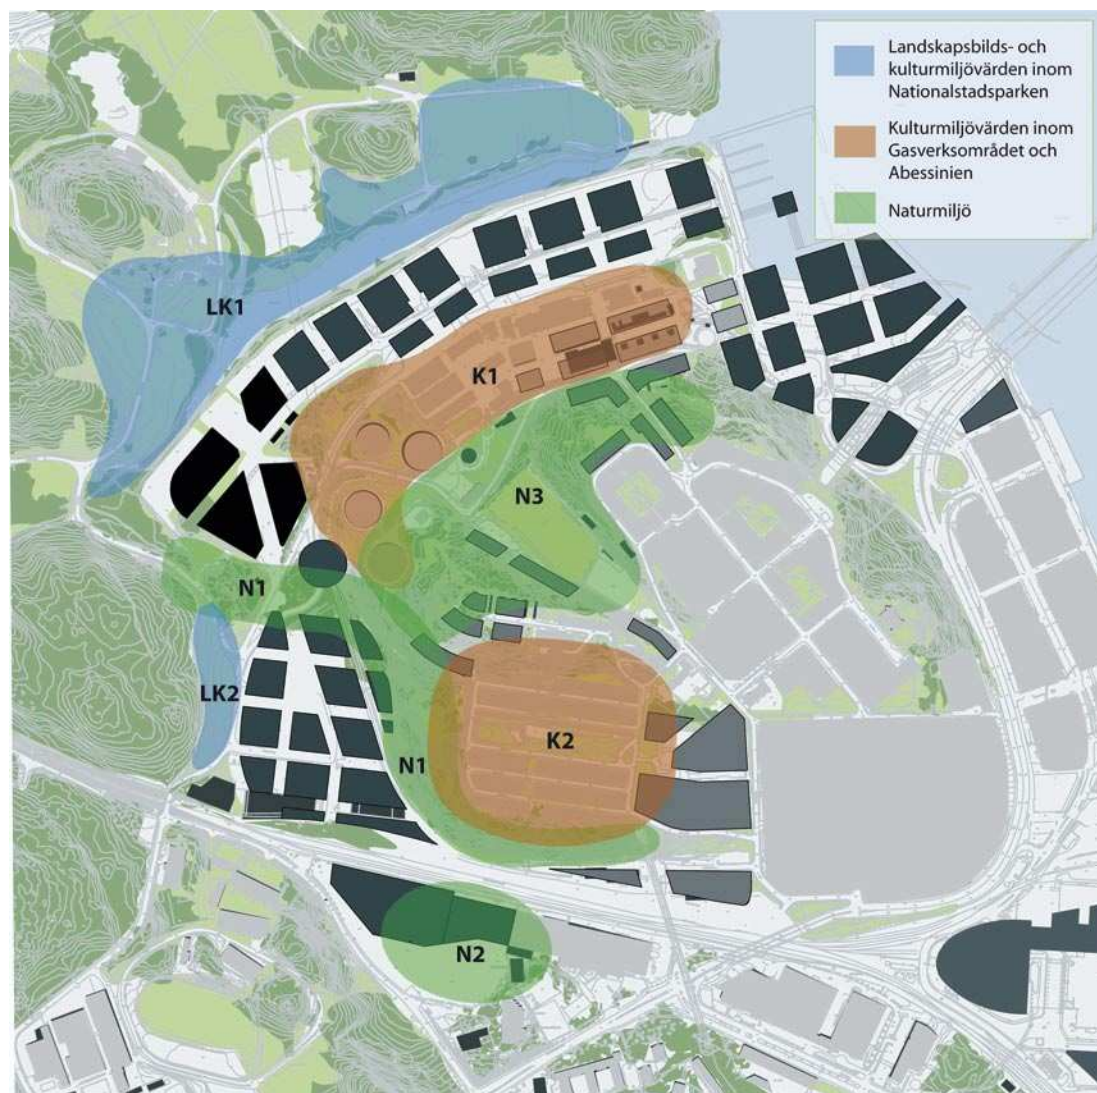 Landskapsbilds- och
kulturmiljövärden inom
Nationalstadsparken
Kulturmiljövärden inom
Gasverksområdet och
Abessinien
Naturmiljö
LK1
K1
N3
N1
LK2
K2
N1
N2